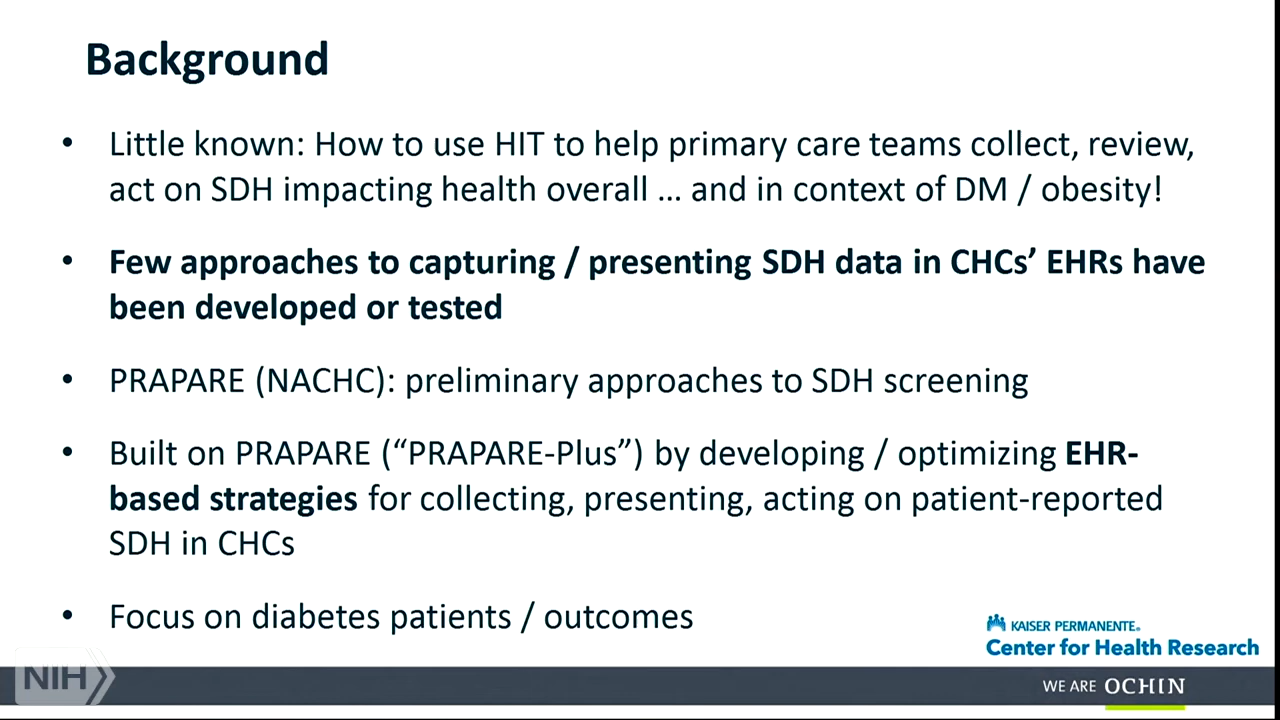 Background
• Little known: How to use HIT to help primary care teams collect, review,
act on SDH impacting health overall ... and in context of DM / obesity!
• Few approaches to capturing / presenting SDH data in CHCs’ EHRs have
been developed or tested
• PRAPARE (NACHC): preliminary approaches to SDH screening
• Built on PRAPARE (“PRAPARE-Plus”) by developing / optimizing EHR-
based strategies for collecting, presenting, acting on patient-reported
SDH in CHCs
• Focus on diabetes patients / outcomes
KAISER PERMANENTE®
Center for Health Research
NIH
WE ARE OCHIN